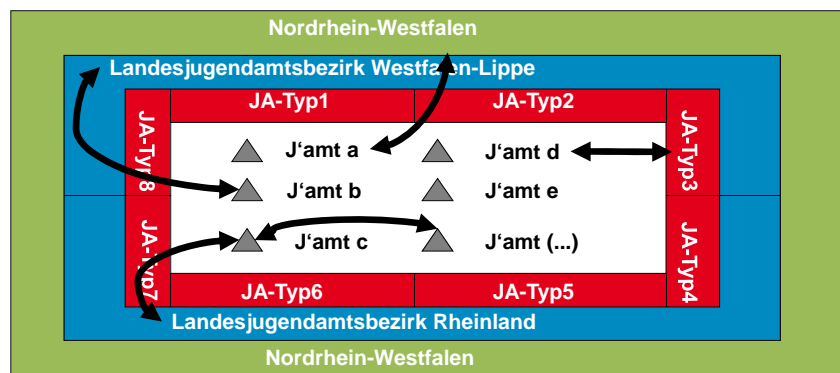 Nordrhein-Westfalen
Landesjugendamtsbezirk Westfalen-Lippe
JA-Typ1
JA-Typ2
JA-Typ8
JA-Typ3
J‘amt a
J‘amt d
J‘amt b
J‘amt e
J‘amt c
J‘amt (...)
JA-Typ7
JA-Typ4
JA-Typ6
JA-Typ5
Landesjugendamtsbezirk Rheinland
Nordrhein-Westfalen